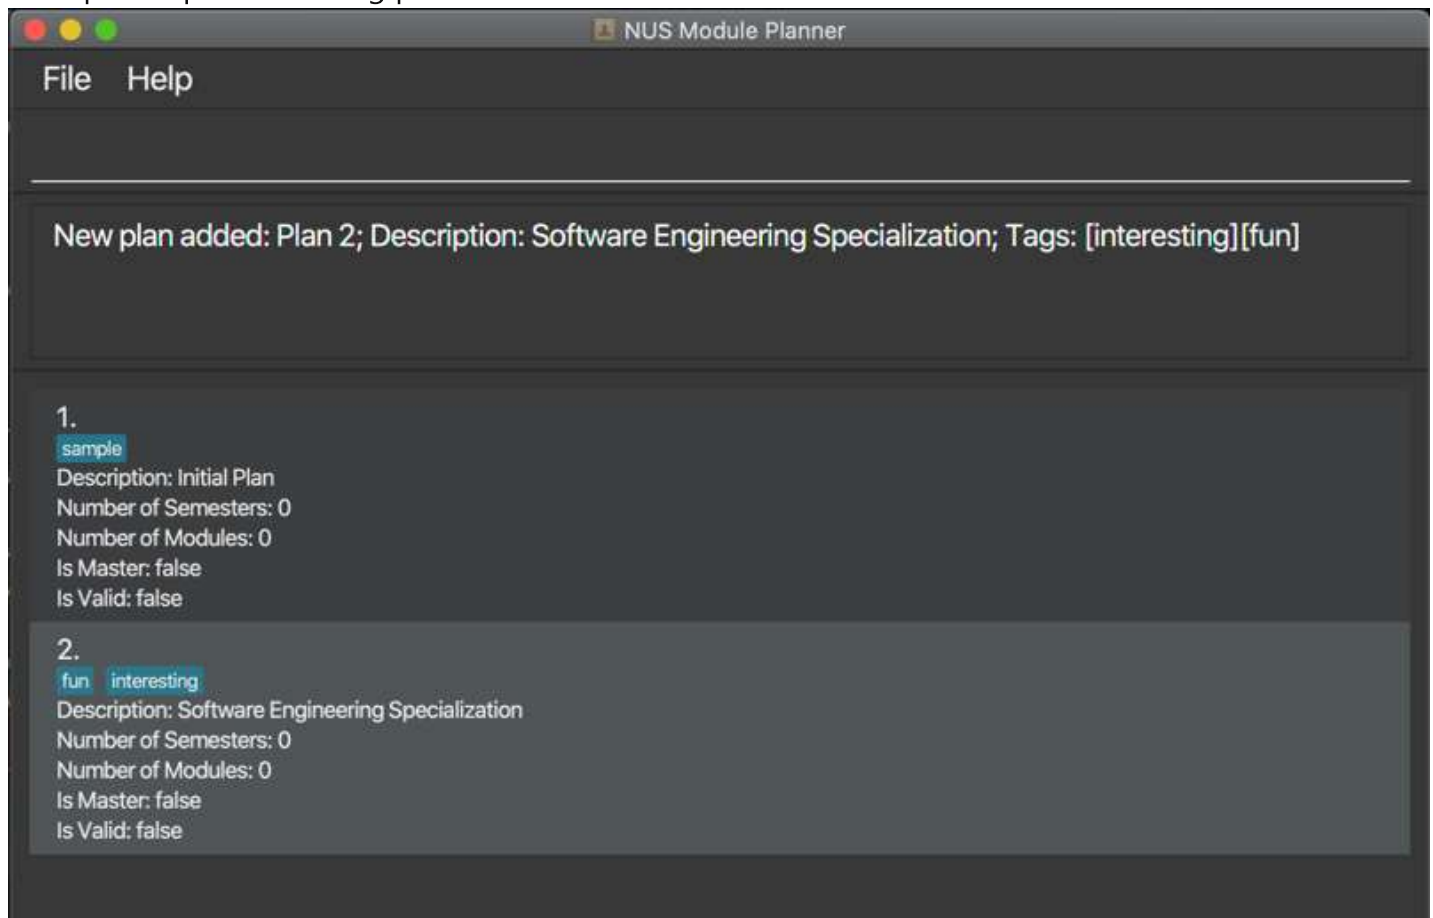 NUS Module Planner
File Help
New plan added: Plan 2; Description: Software Engineering Specialization; Tags: [interesting][fun]
1.
sample
Description: Initial Plan
Number of Semesters: 0
Number of Modules: 0
Is Master: false
Is Valid: false
2.
fun interesting
Description: Software Engineering Specialization
Number of Semesters: 0
Number of Modules: 0
Is Master: false
Is Valid: false